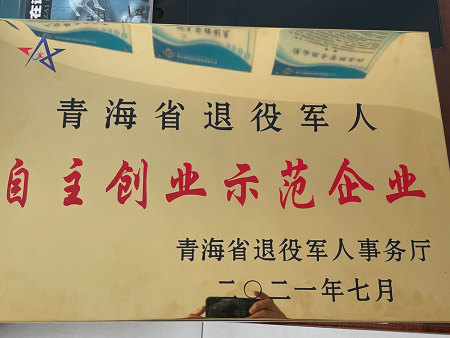 青海省退役军人
自主创业示范企业
青海省退役军人事务厅
二〇二一年七月